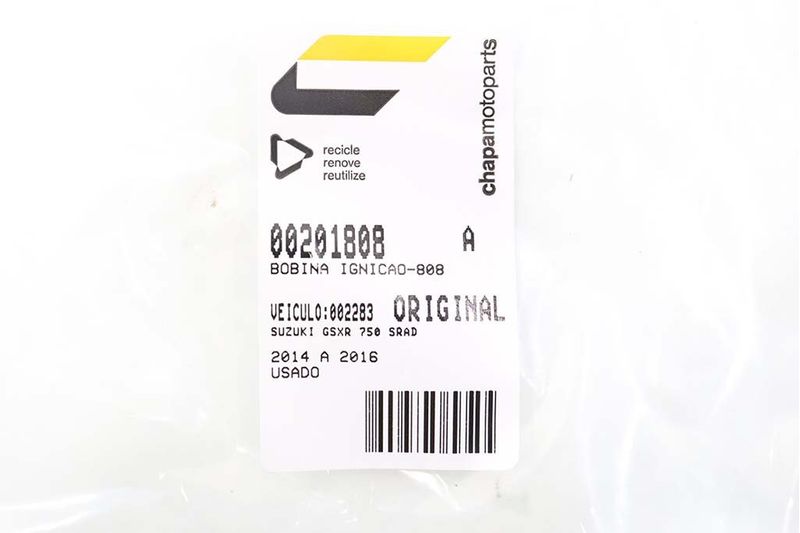 chapamotoparts
recicle
renove
reutilize
00201808 A
BOBINA IGNICAO-808
VEICULO:002283 ORIGINAL
SUZUKI GSXR 750 SRAD
2014 A 2016
USADO